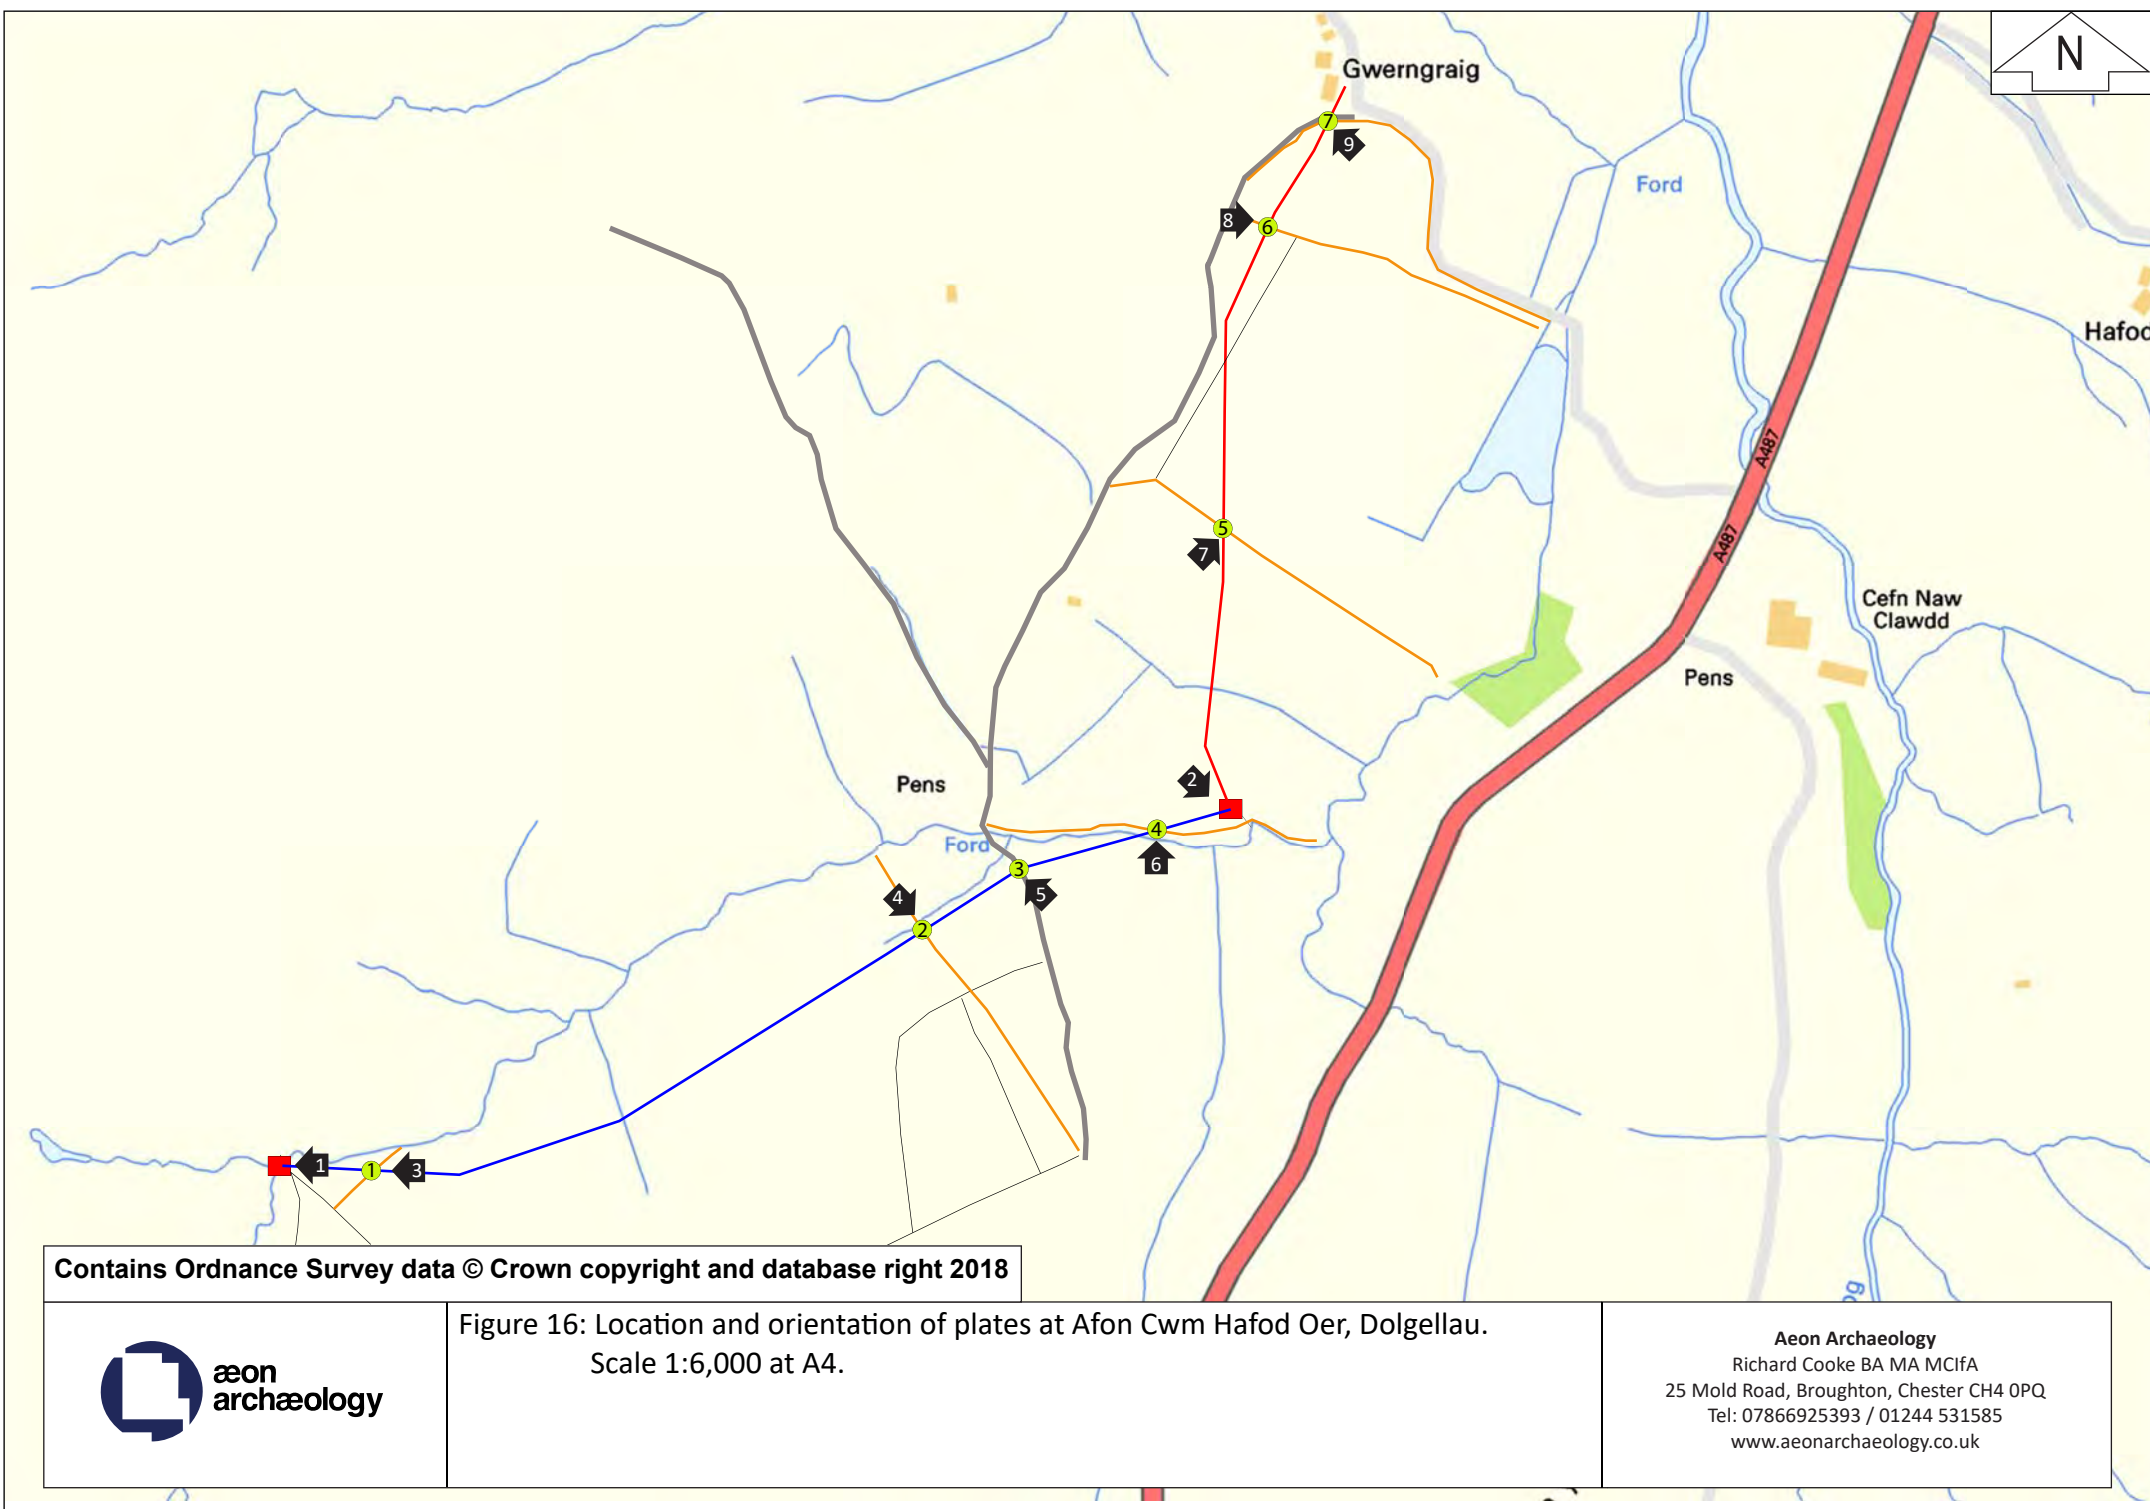 N
Gwerngraig
7
9
Ford
8
6
Hafod
A487
5
7
A487
Cefn Naw
Clawdd
Pens
2
Pens
4
Ford
3
6
4
5
2
1
1
3
Contains Ordnance Survey data © Crown copyright and database right 2018
og
æon
archæology
Figure 16: Location and orientation of plates at Afon Cwm Hafod Oer, Dolgellau.
Scale 1:6,000 at A4.
Aeon Archaeology
Richard Cooke BA MA MCIfA
25 Mold Road, Broughton, Chester CH4 0PQ
Tel: 07866925393 / 01244 531585
www.aeonarchaeology.co.uk